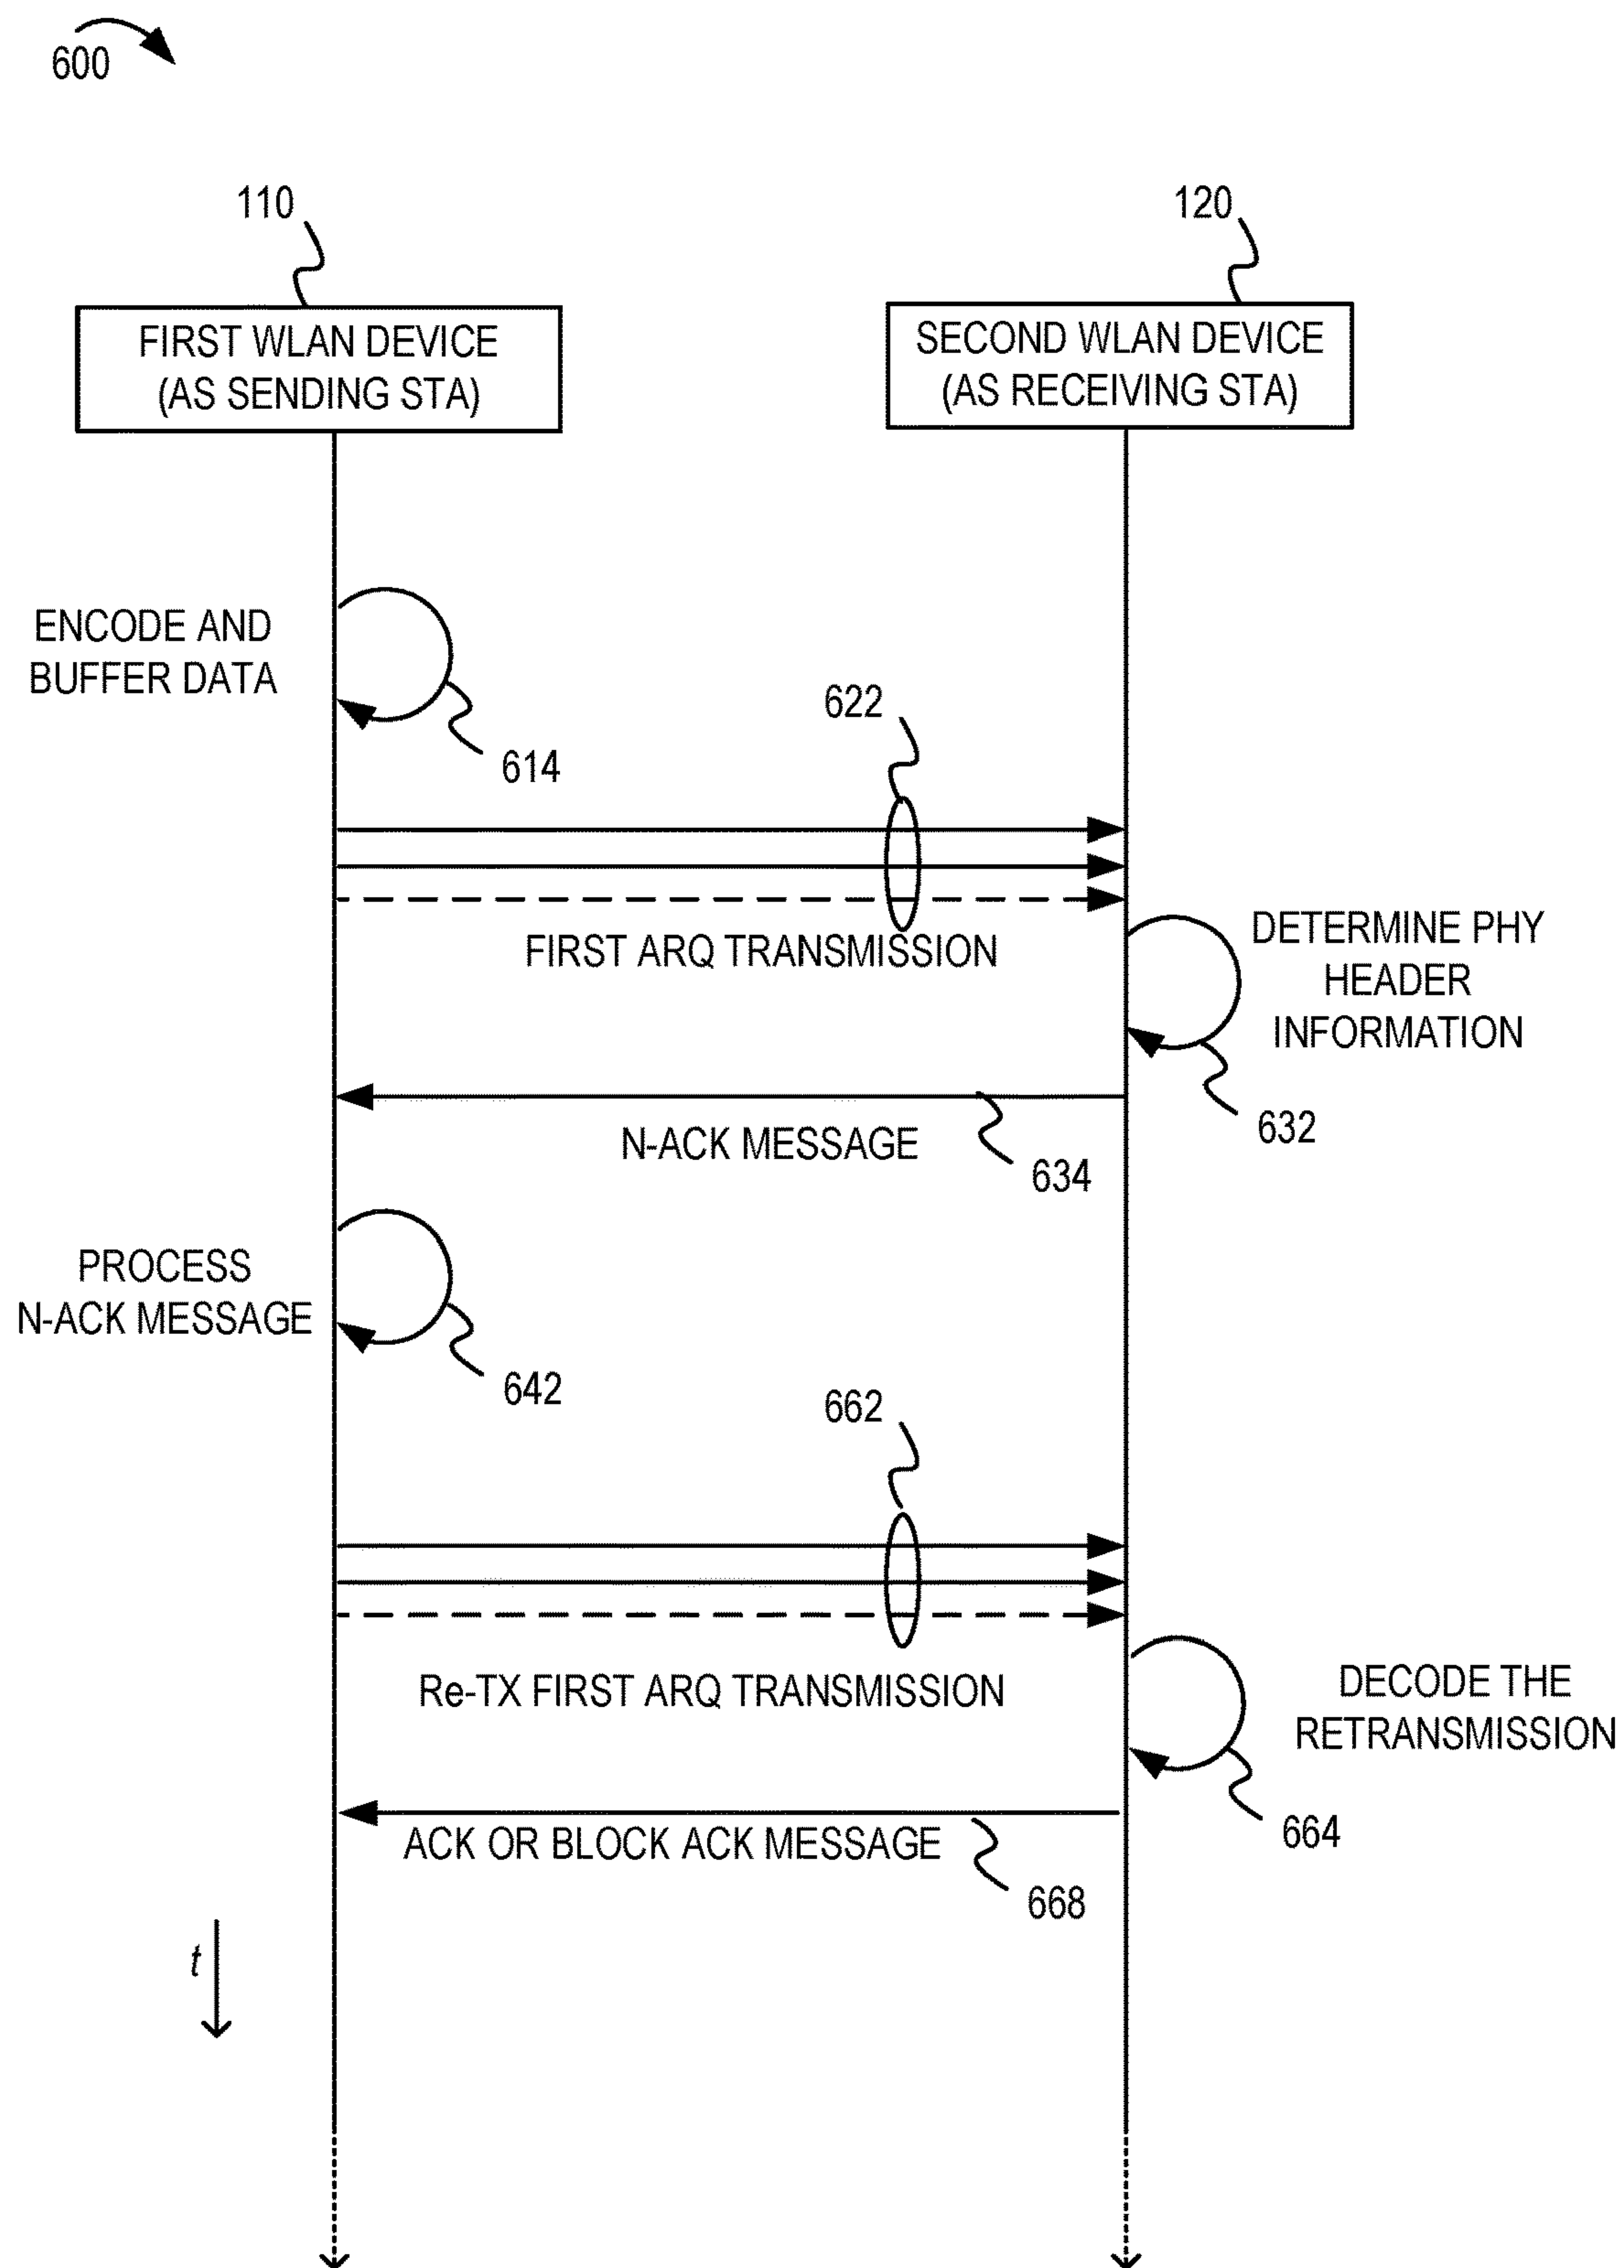 600
110
120
FIRST WLAN DEVICE
(AS SENDING STA)
SECOND WLAN DEVICE
(AS RECEIVING STA)
ENCODE AND
BUFFER DATA
614
622
FIRST ARQ TRANSMISSION
DETERMINE PHY
HEADER
INFORMATION
632
N-ACK MESSAGE
634
PROCESS
N-ACK MESSAGE
642
662
Re-TX FIRST ARQ TRANSMISSION
DECODE THE
RETRANSMISSION
664
ACK OR BLOCK ACK MESSAGE
668
t